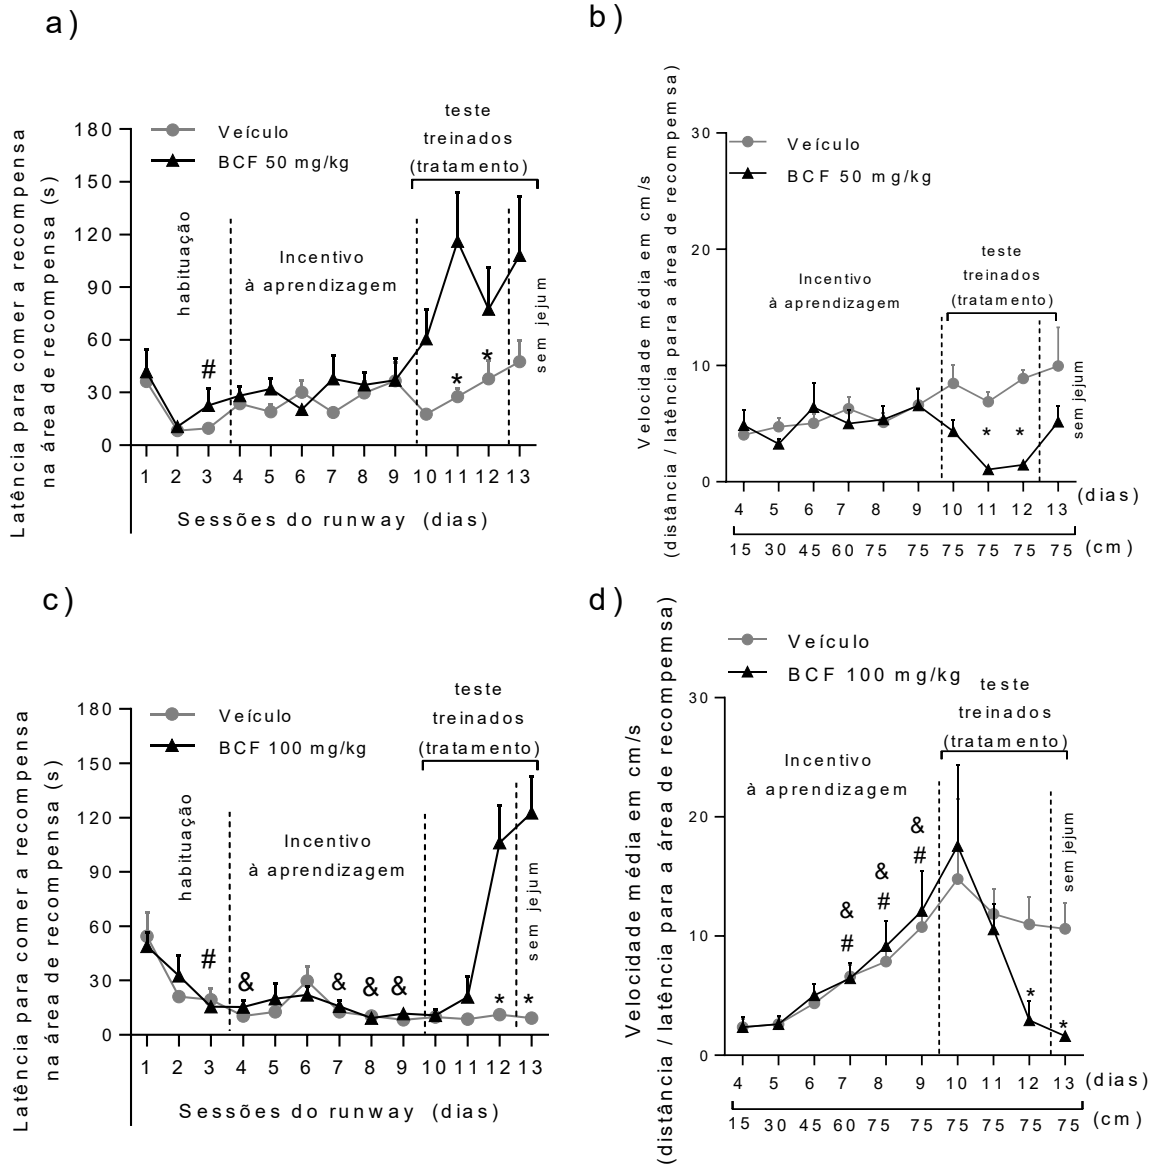 a)
Latência para comer a recompensa
na área de recompensa (s)
180
150
120
90
60
30
0
Veículo
BCF 50 mg/kg
teste
treinados
(tratamento)
habituação
Incentivo
à aprendizagem
sem jejum
#
*
*
1 2 3 4 5 6 7 8 9 10 11 12 13
Sessões do runway (dias)
b)
Velocidade média em cm/s
(distância / latência para a área de recompemsa)
30
20
10
0
Veículo
BCF 50 mg/kg
teste
treinados
(tratamento)
Incentivo
à aprendizagem
sem jejum
* *
4 5 6 7 8 9 10 11 12 13 (dias)
15 30 45 60 75 75 75 75 75 75 (cm)
c)
Latência para comer a recompensa
na área de recompensa (s)
180
150
120
90
60
30
0
Veículo
BCF 100 mg/kg
teste
treinados
(tratamento)
habituação
Incentivo
à aprendizagem
sem jejum
#
& & & &
* *
1 2 3 4 5 6 7 8 9 10 11 12 13
Sessões do runway (dias)
d)
Velocidade média em cm/s
(distância / latência para a área de recompemsa)
30
20
10
0
Veículo
BCF 100 mg/kg
teste
treinados
(tratamento)
Incentivo
à aprendizagem
sem jejum
& & &
# # #
*
*
4 5 6 7 8 9 10 11 12 13 (dias)
15 30 45 60 75 75 75 75 75 75 (cm)